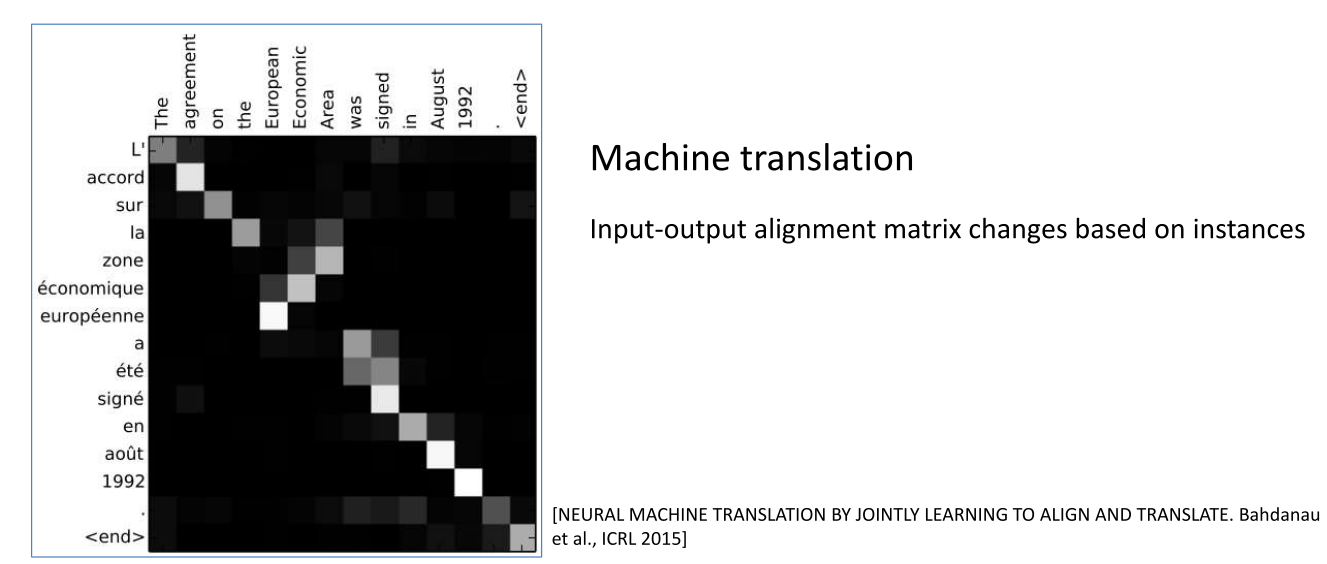 The
agreement
on
the
European
Economic
Area
was
signed
in
August
1992
.
<end>
L'
accord
sur
la
zone
économique
européenne
a
été
signé
en
août
1992
.
<end>
Machine translation
Input-output alignment matrix changes based on instances
[NEURAL MACHINE TRANSLATION BY JOINTLY LEARNING TO ALIGN AND TRANSLATE. Bahdanau
et al., ICRL 2015]